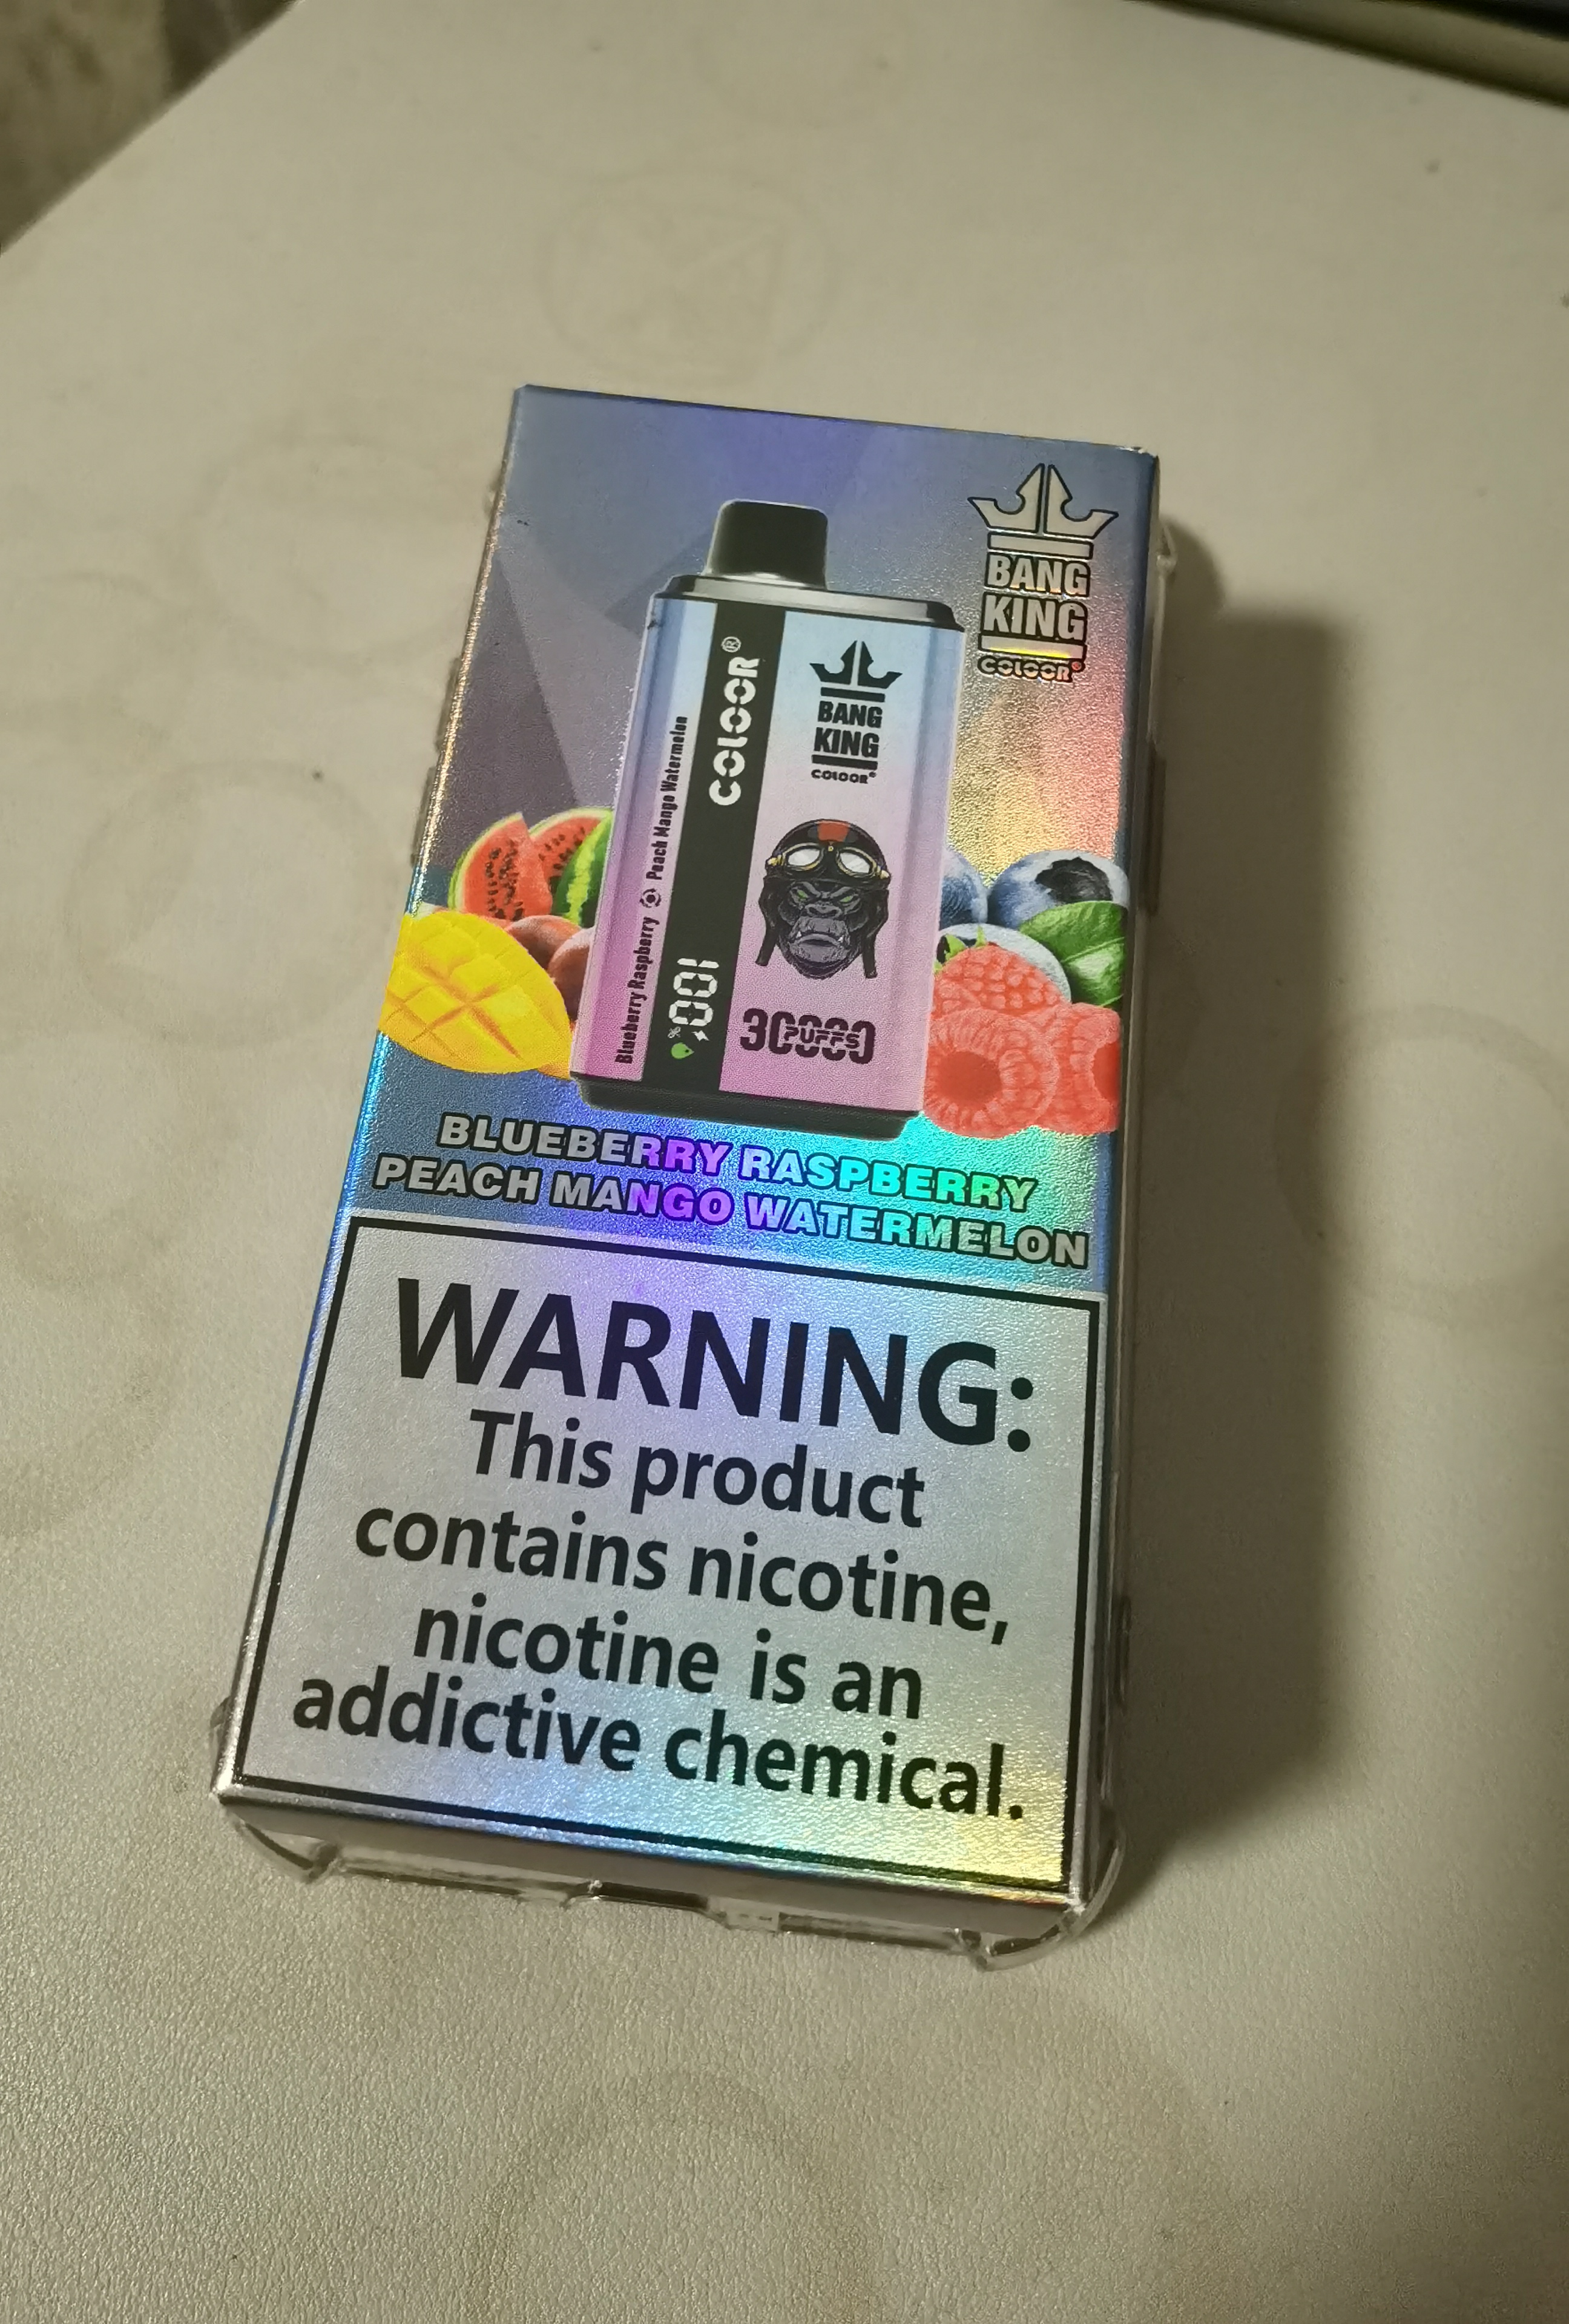 BANG
KING
COLOOR®
COLOOR®
Blueberry Raspberry Peach Mango Watermelon
100%
BANG
KING
COLOOR®
30000
PUFFS
BLUEBERRY RASPBERRY
PEACH MANGO WATERMELON
WARNING:
This product
contains nicotine,
nicotine is an
addictive chemical.